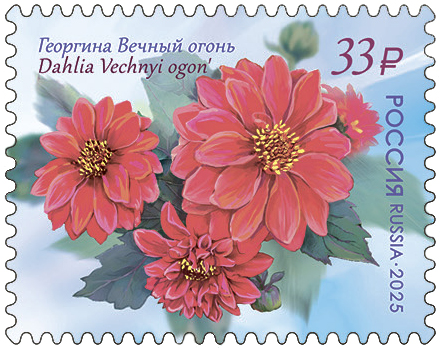 Георгина Вечный огонь
Dahlia Vechnyi ogon'
33₽
РОССИЯ RUSSIA · 2025